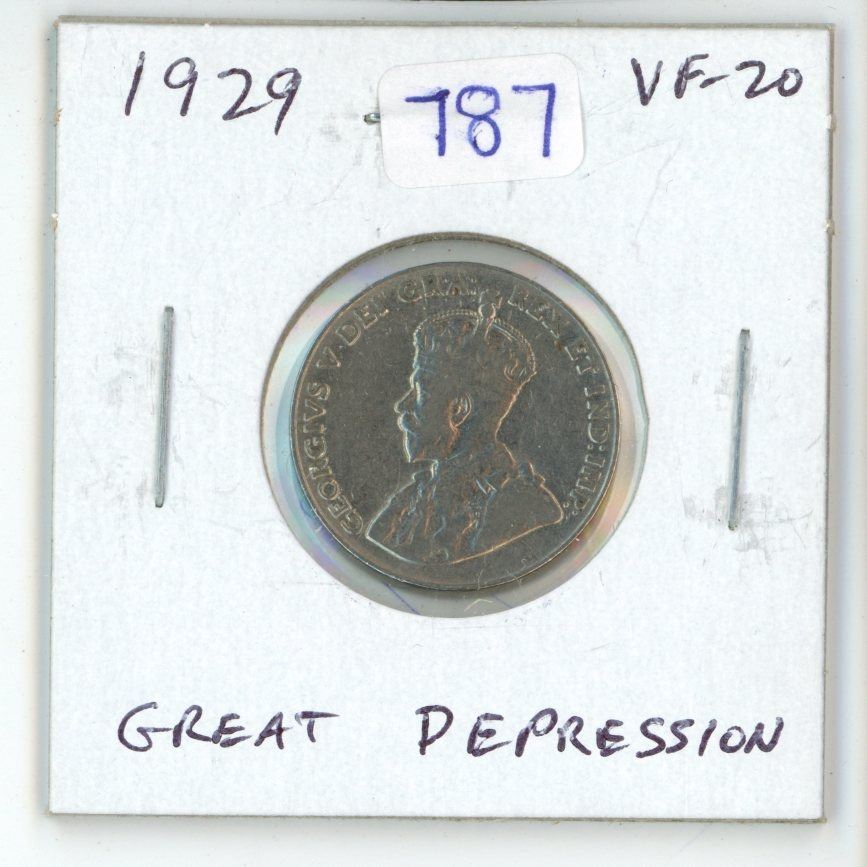 1929
787
VF-20
GEORGIVS V DEI GRA: REX ET IND:IMP:
GREAT DEPRESSION